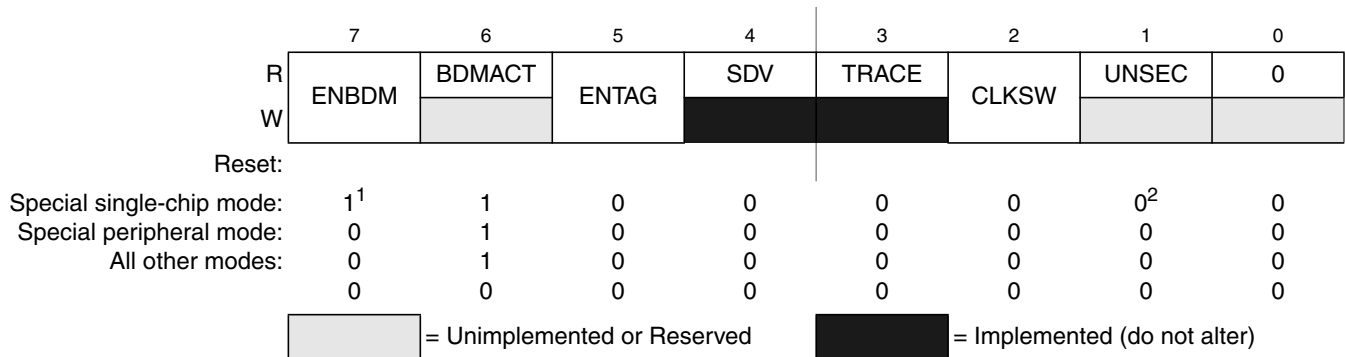 7 6 5 4 3 2 1 0
R ENBDM BDMACT ENTAG SDV TRACE CLKSW UNSEC 0
W
Reset:
Special single-chip mode: 1¹ 1 0 0 0 0 0² 0
Special peripheral mode: 0 1 0 0 0 0 0 0
All other modes: 0 1 0 0 0 0 0 0
0 0 0 0 0 0 0 0
= Unimplemented or Reserved = Implemented (do not alter)